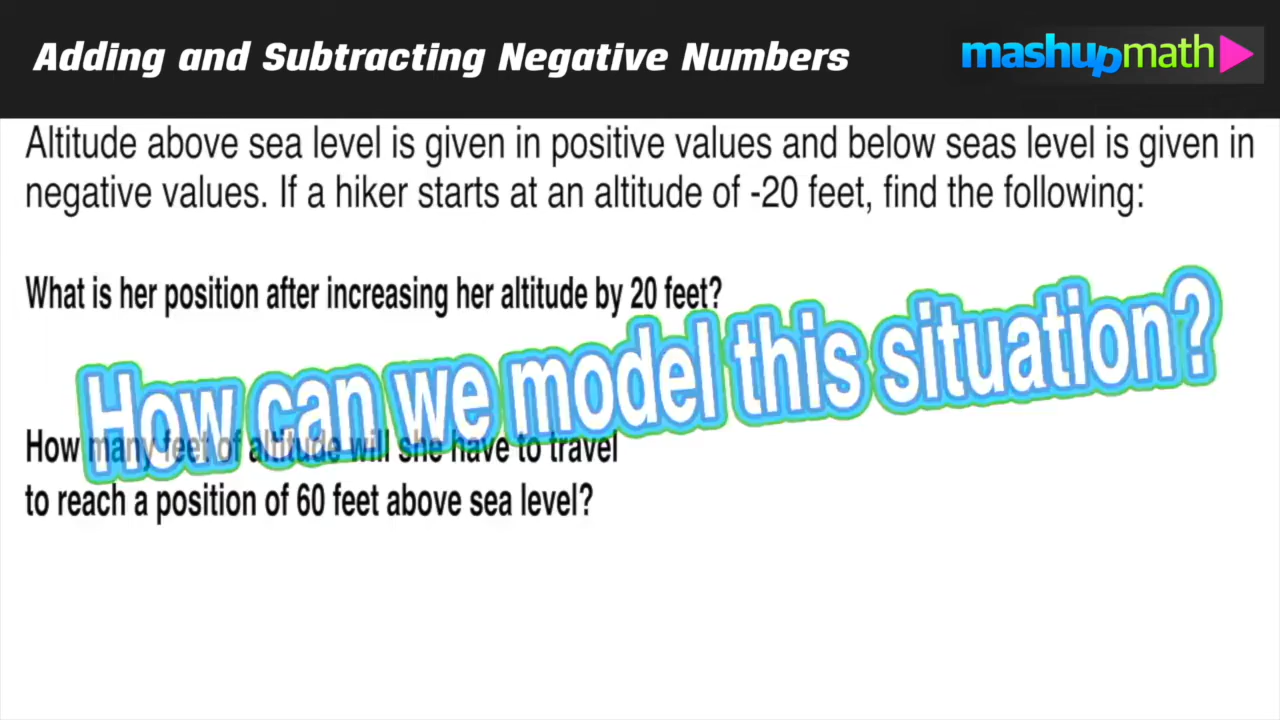 Adding and Subtracting Negative Numbers
mashupmath
Altitude above sea level is given in positive values and below seas level is given in
negative values. If a hiker starts at an altitude of -20 feet, find the following:
What is her position after increasing her altitude by 20 feet?
How can we model this situation?
How many feet of altitude will she have to travel
to reach a position of 60 feet above sea level?